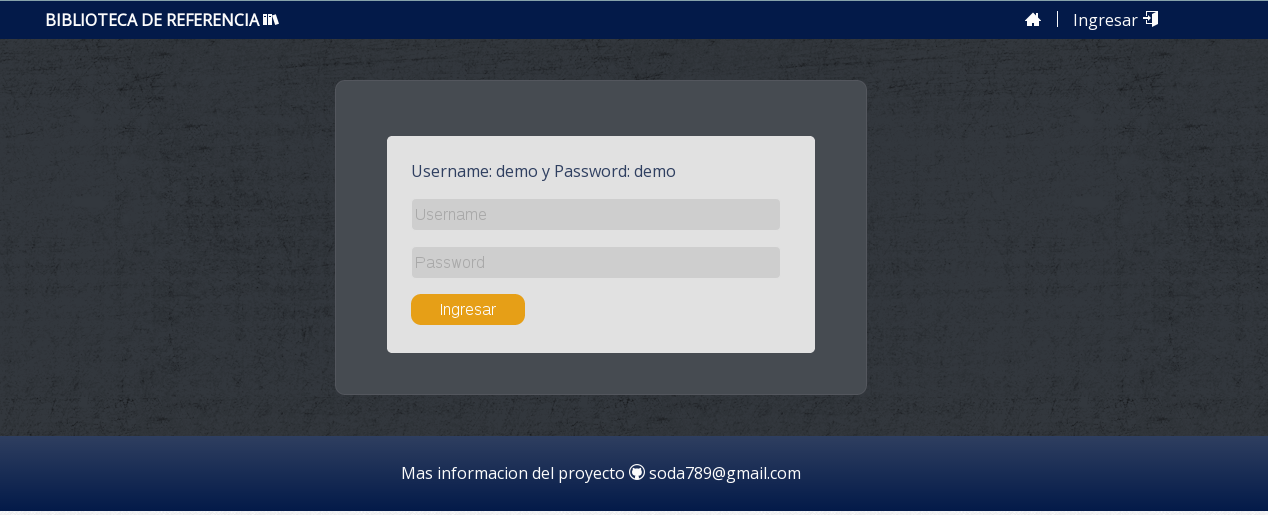 BIBLIOTECA DE REFERENCIA
Ingresar
Username: demo y Password: demo
Username
Password
Ingresar
Mas informacion del proyecto soda789@gmail.com